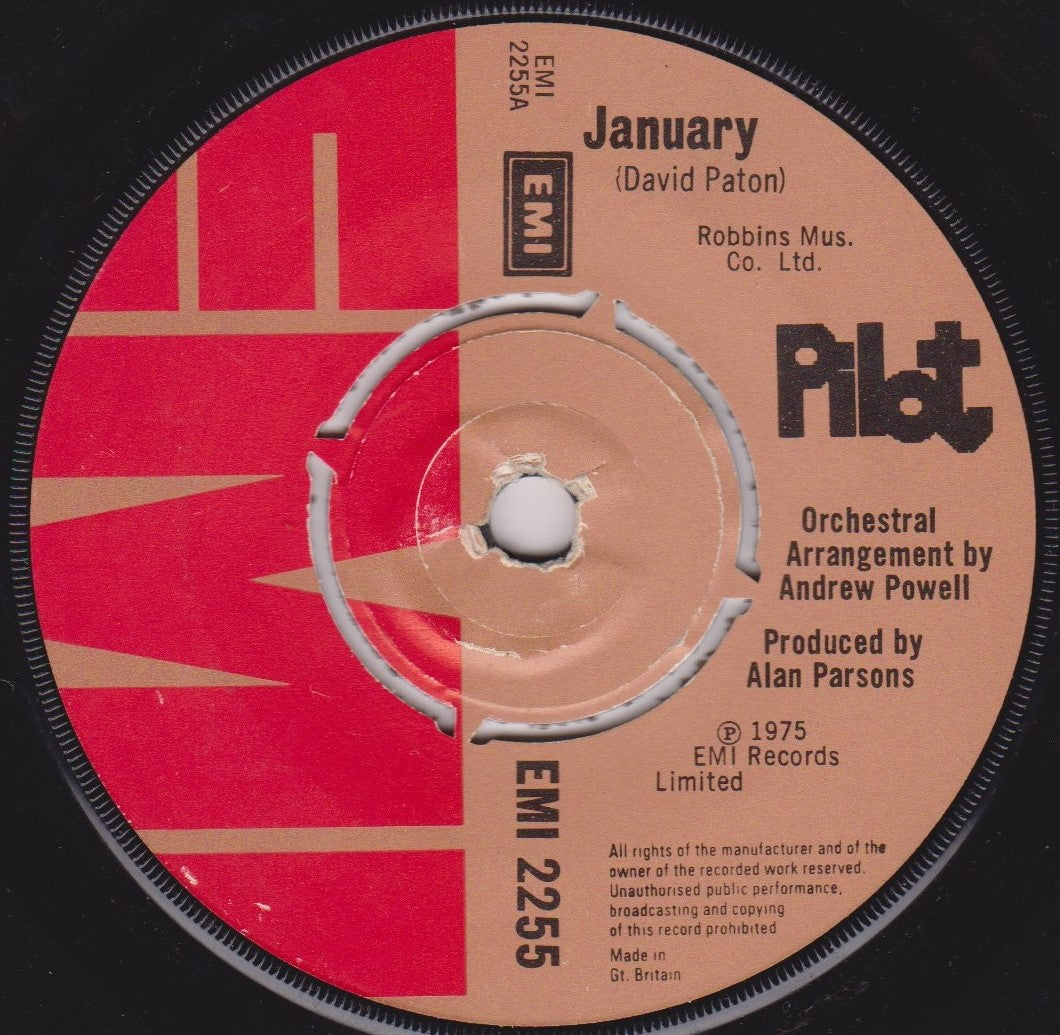 EMI
2255A
EMI
January
(David Paton)
Robbins Mus.
Co. Ltd.
Pilot
Orchestral
Arrangement by
Andrew Powell
Produced by
Alan Parsons
℗ 1975
EMI Records
Limited
EMI 2255
All rights of the manufacturer and of the
owner of the recorded work reserved.
Unauthorised public performance,
broadcasting and copying
of this record prohibited
Made in
Gt. Britain
EMI